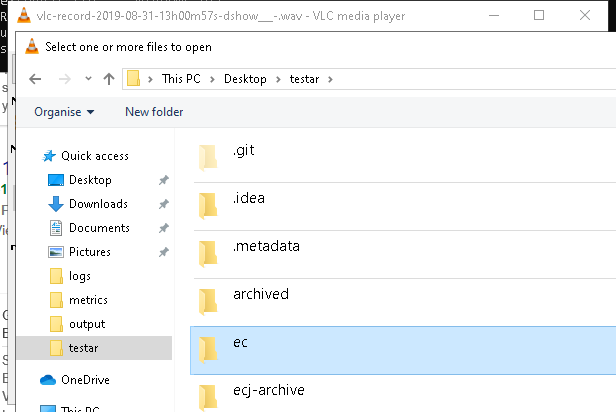 vlc-record-2019-08-31-13h00m57s-dshow___-.wav - VLC media player
Select one or more files to open
This PC > Desktop > testar >
Organise New folder
Quick access
Desktop
Downloads
Documents
Pictures
logs
metrics
output
testar
OneDrive
This PC
.git
.idea
.metadata
archived
ec
ecj-archive